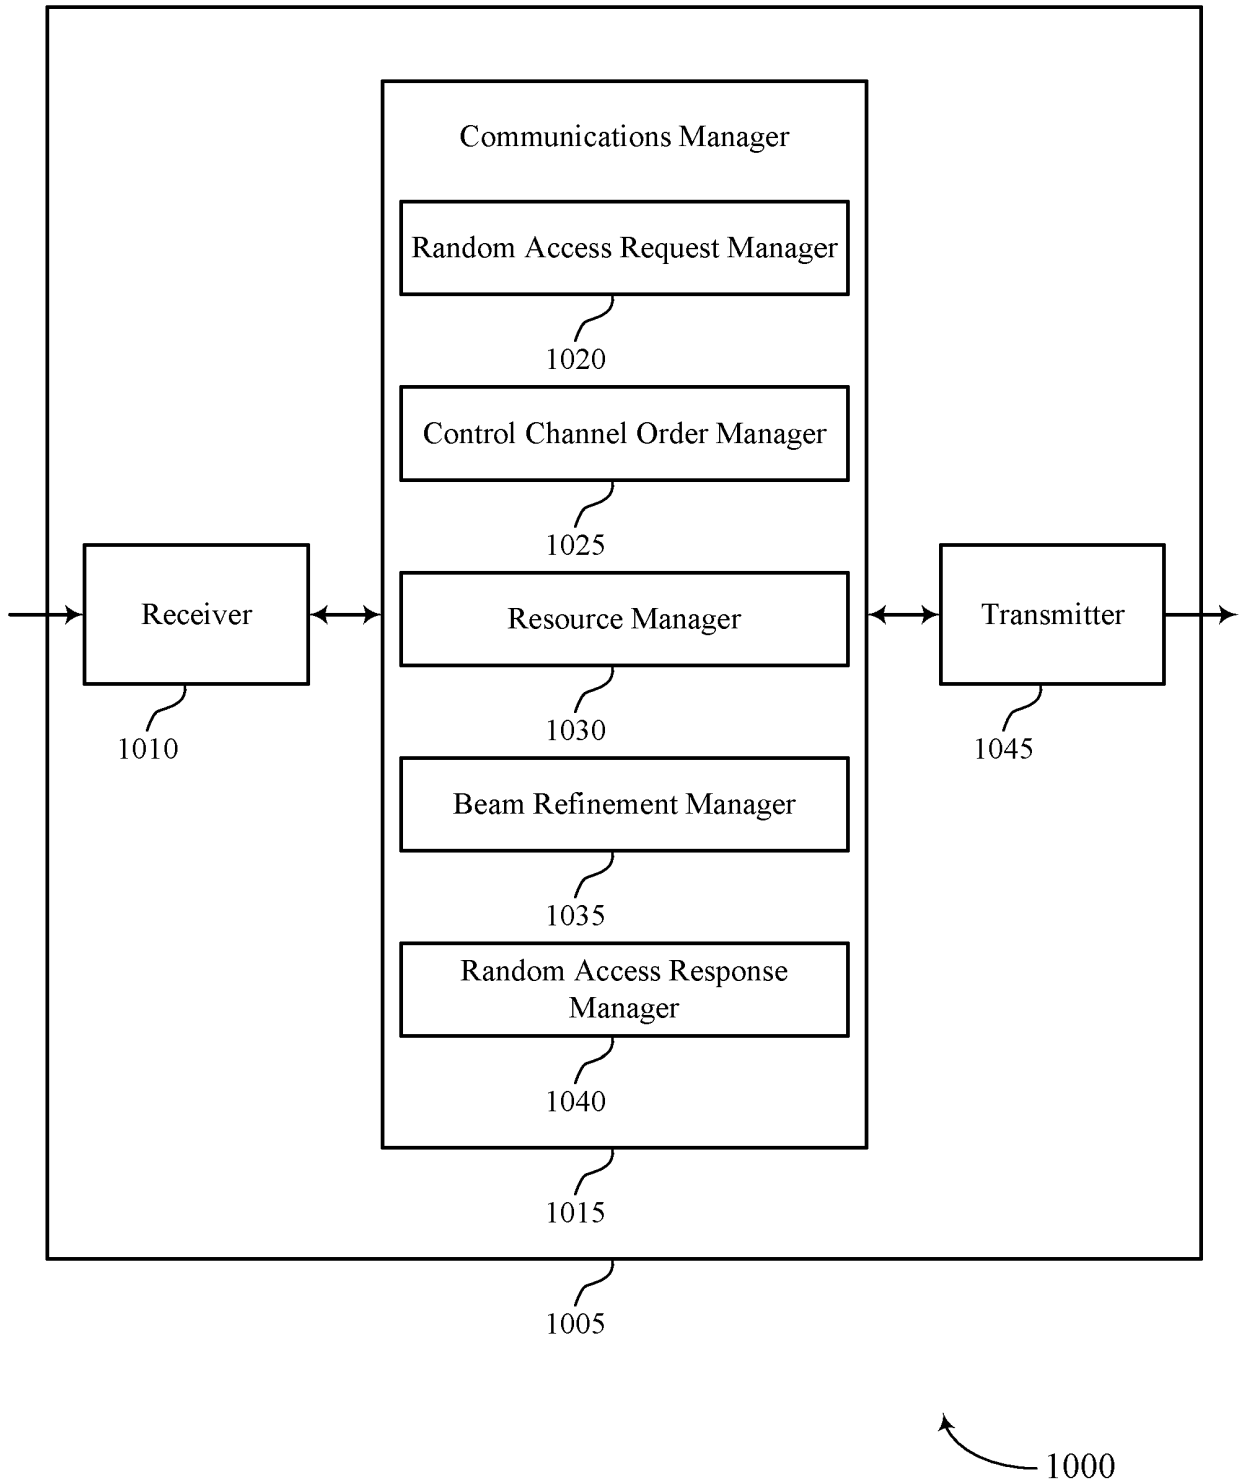 Communications Manager
Random Access Request Manager
1020
Control Channel Order Manager
1025
Receiver
1010
Resource Manager
1030
Transmitter
1045
Beam Refinement Manager
1035
Random Access Response
Manager
1040
1015
1005
1000